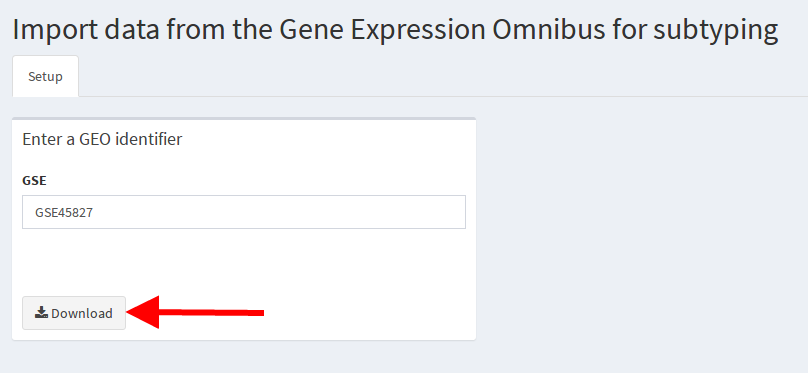 Import data from the Gene Expression Omnibus for subtyping
Setup
Enter a GEO identifier
GSE
GSE45827
Download